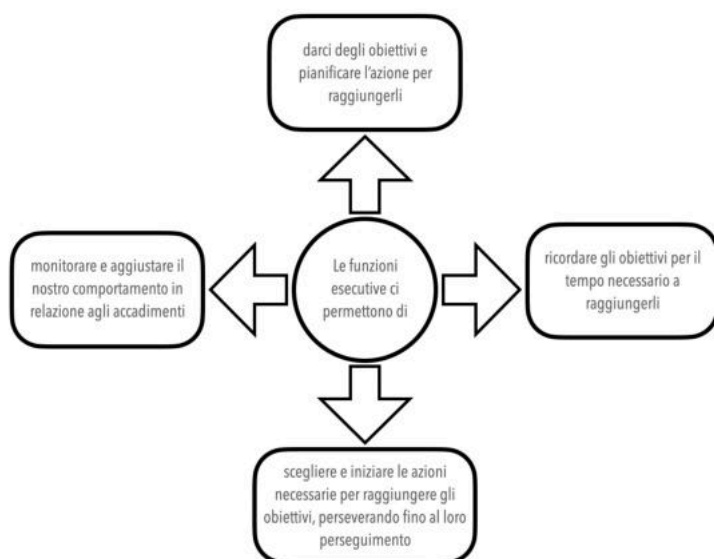 darci degli obiettivi e
pianificare l'azione per
raggiungerli
monitorare e aggiustare il
nostro comportamento in
relazione agli accadimenti
Le funzioni
esecutive ci
permettono di
ricordare gli obiettivi per il
tempo necessario a
raggiungerli
scegliere e iniziare le azioni
necessarie per raggiungere gli
obiettivi, perseverando fino al loro
perseguimento